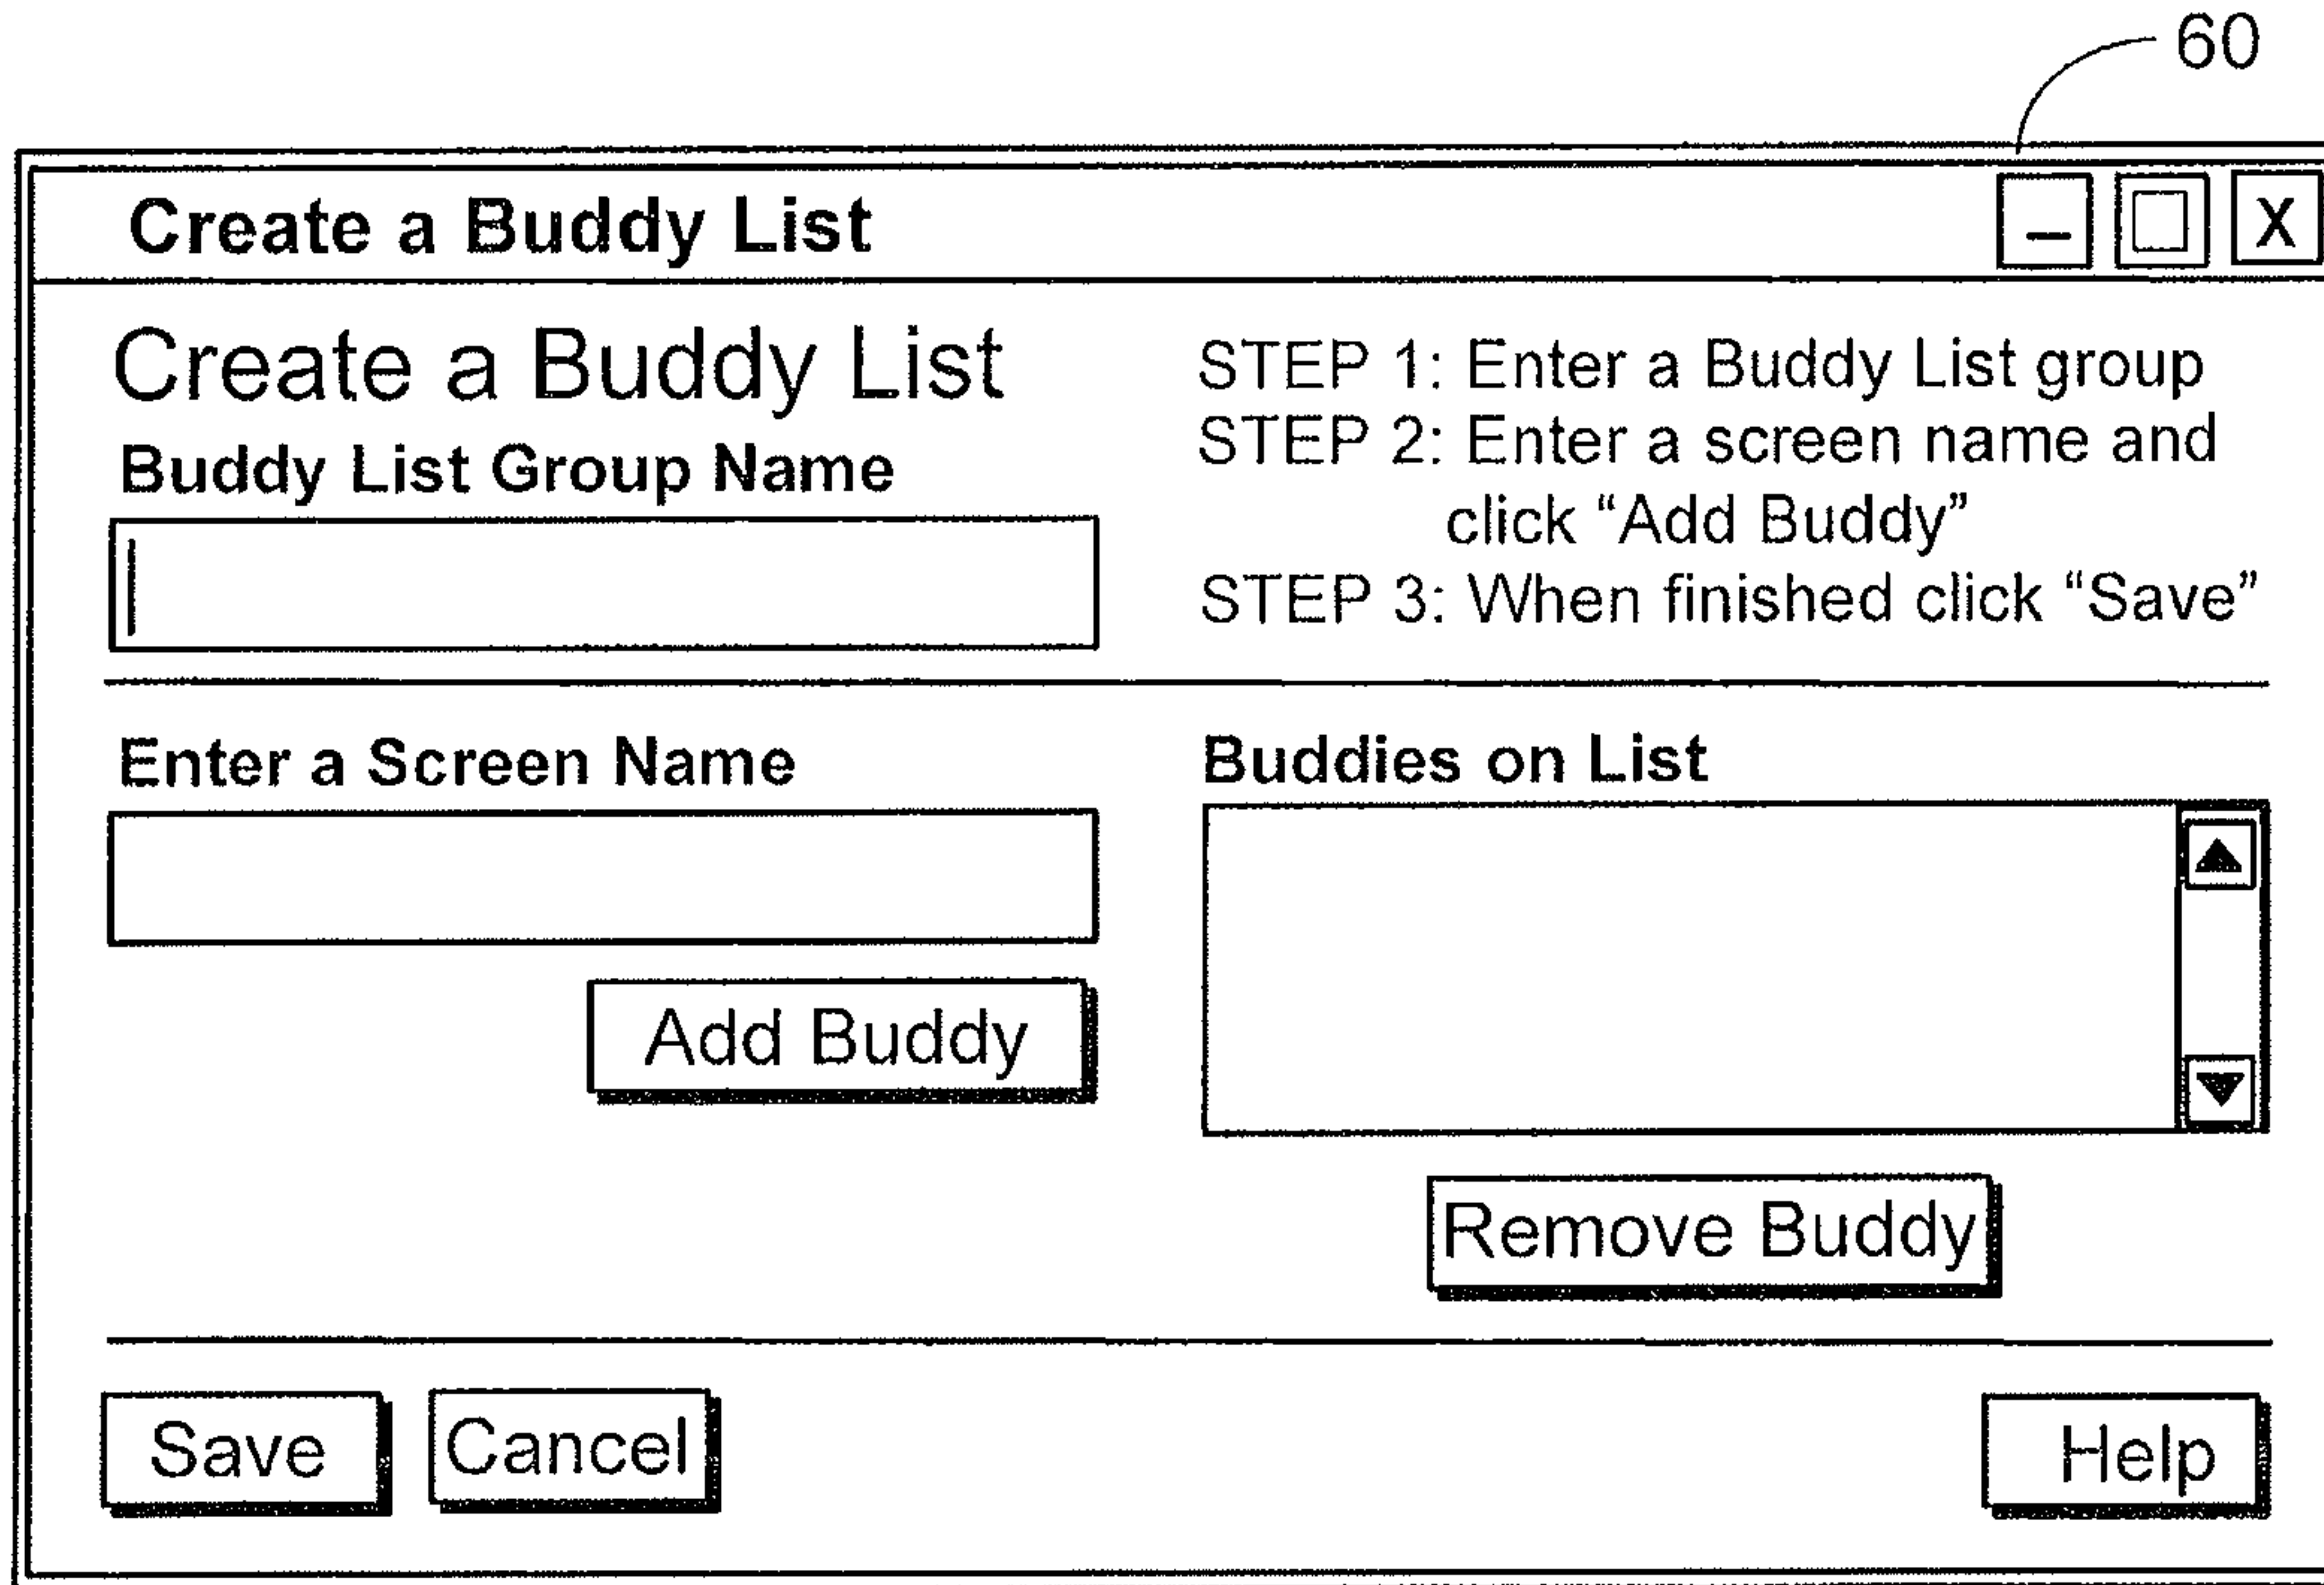 60
Create a Buddy List
X
Create a Buddy List
Buddy List Group Name
STEP 1: Enter a Buddy List group
STEP 2: Enter a screen name and
click “Add Buddy”
STEP 3: When finished click “Save”
Enter a Screen Name
Add Buddy
Buddies on List
Remove Buddy
Save
Cancel
Help